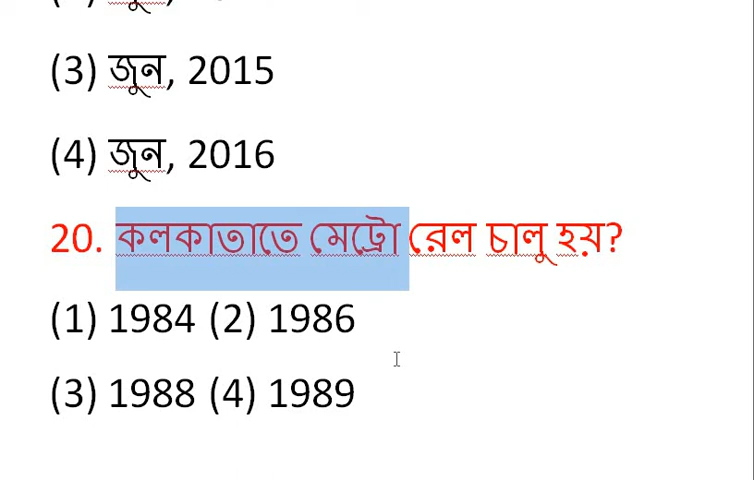 (3) জুন, 2015
(4) জুন, 2016
20. কলকাতাতে মেট্রো রেল চালু হয়?
(1) 1984 (2) 1986
(3) 1988 (4) 1989